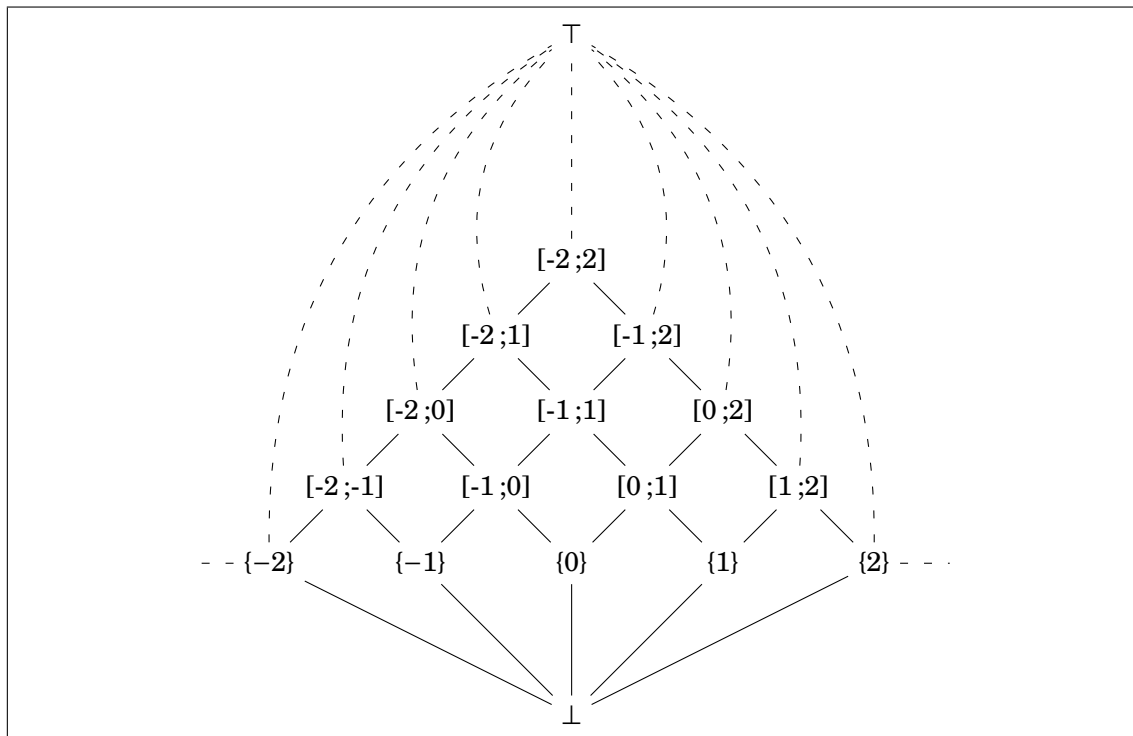 ⊤
[-2 ;2]
[-2 ;1] [-1 ;2]
[-2 ;0] [-1 ;1] [0 ;2]
[-2 ;-1] [-1 ;0] [0 ;1] [1 ;2]
{−2} {−1} {0} {1} {2}
⊥